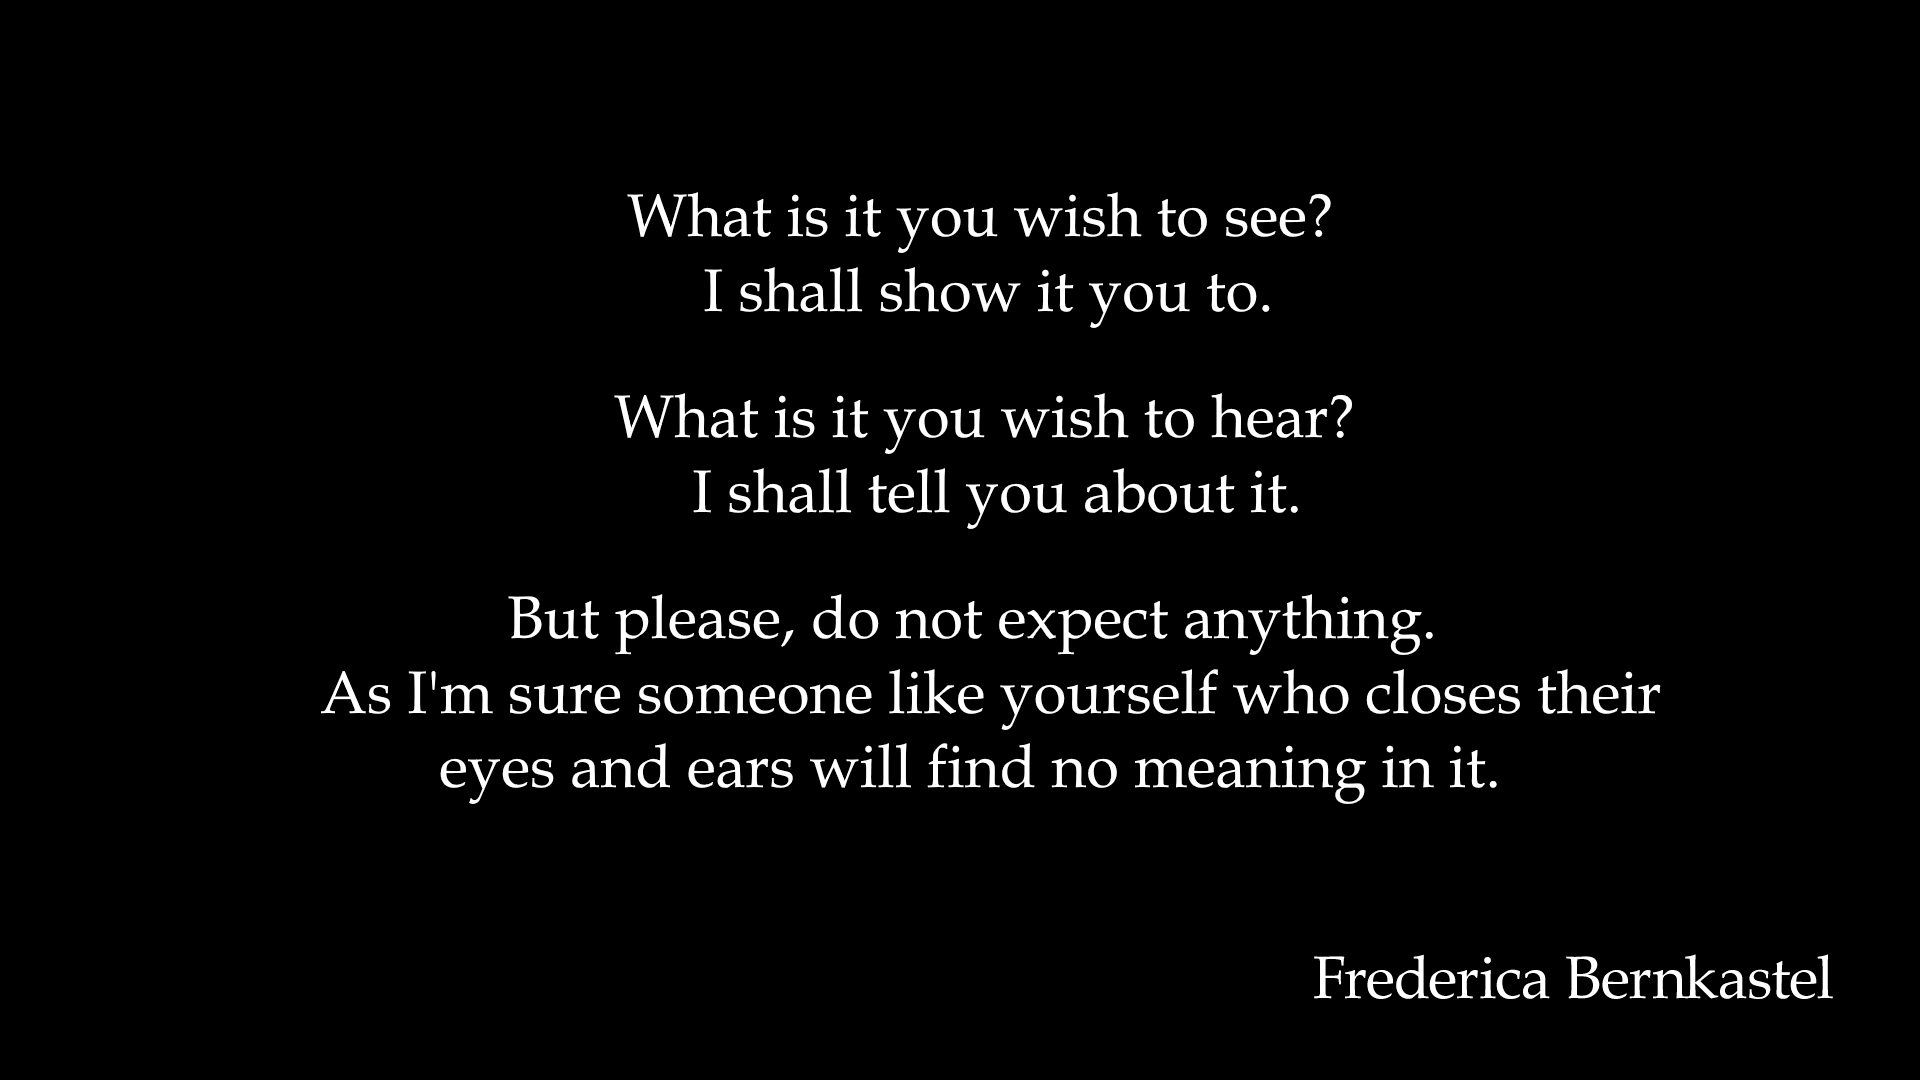 What is it you wish to see?
I shall show it you to.
What is it you wish to hear?
I shall tell you about it.
But please, do not expect anything.
As I'm sure someone like yourself who closes their
eyes and ears will find no meaning in it.
Frederica Bernkastel